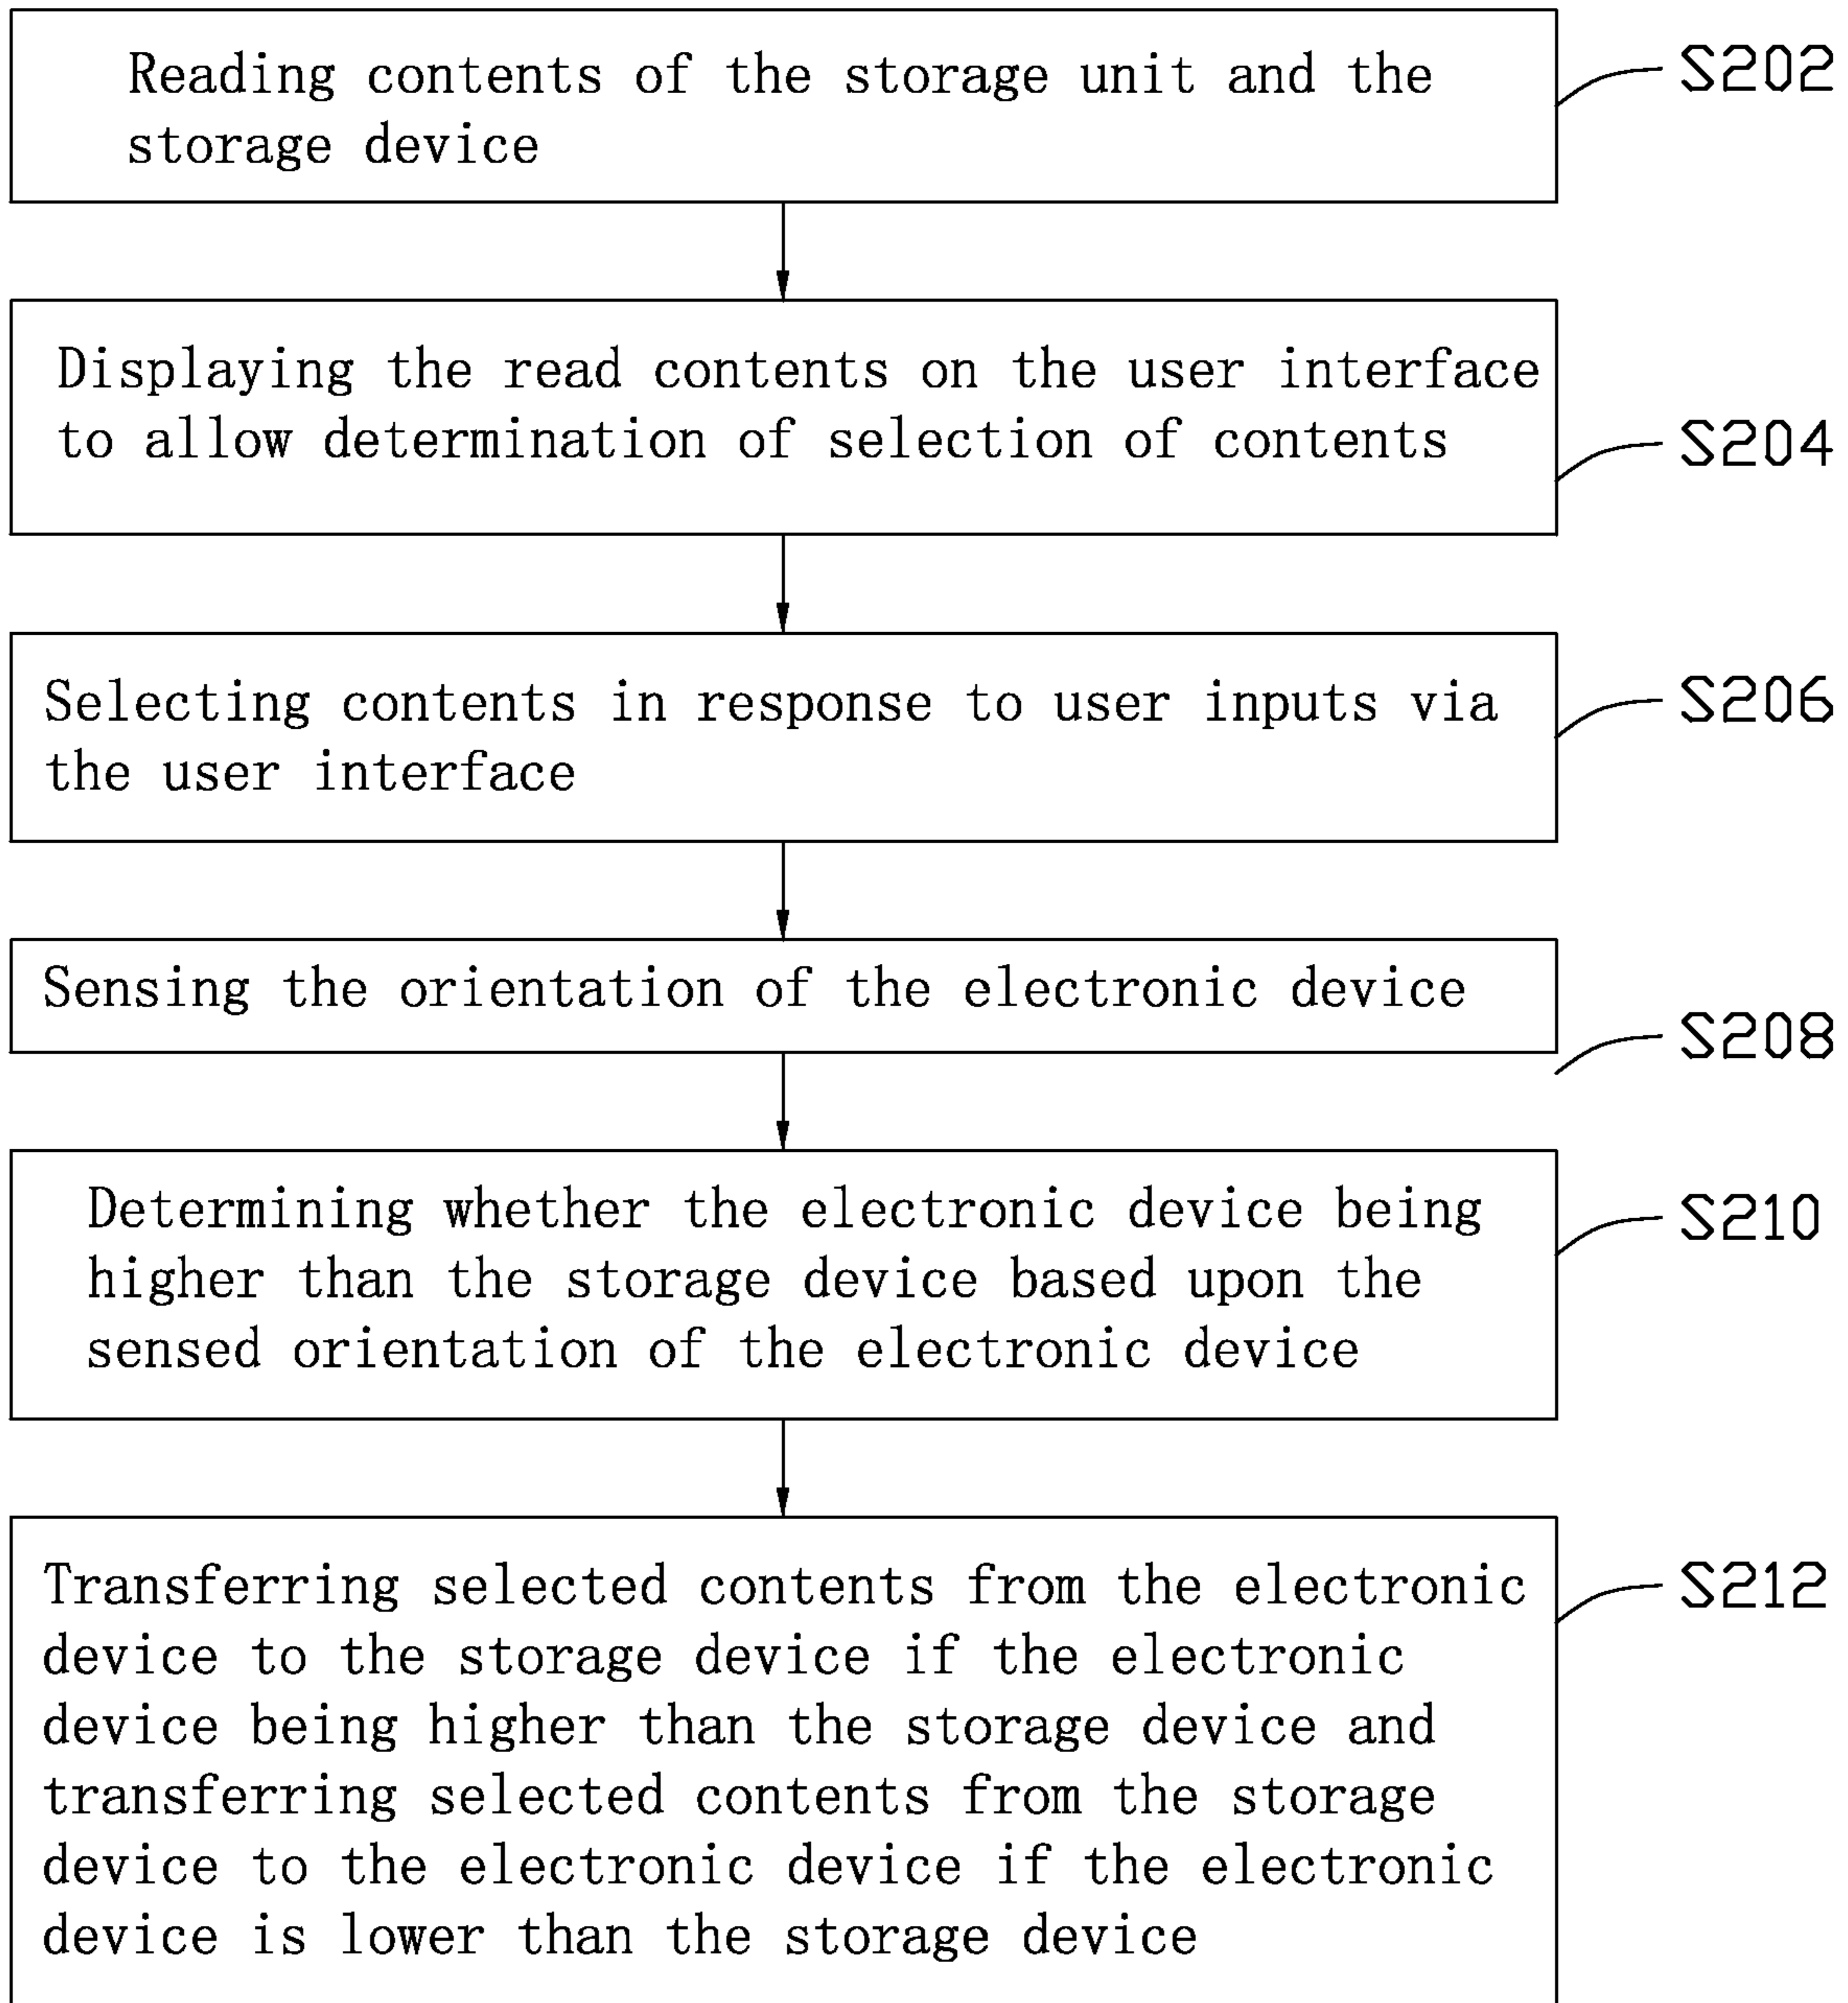 Reading contents of the storage unit and the
storage device
S202
Displaying the read contents on the user interface
to allow determination of selection of contents
S204
Selecting contents in response to user inputs via
the user interface
S206
Sensing the orientation of the electronic device
S208
Determining whether the electronic device being
higher than the storage device based upon the
sensed orientation of the electronic device
S210
Transferring selected contents from the electronic
device to the storage device if the electronic
device being higher than the storage device and
transferring selected contents from the storage
device to the electronic device if the electronic
device is lower than the storage device
S212